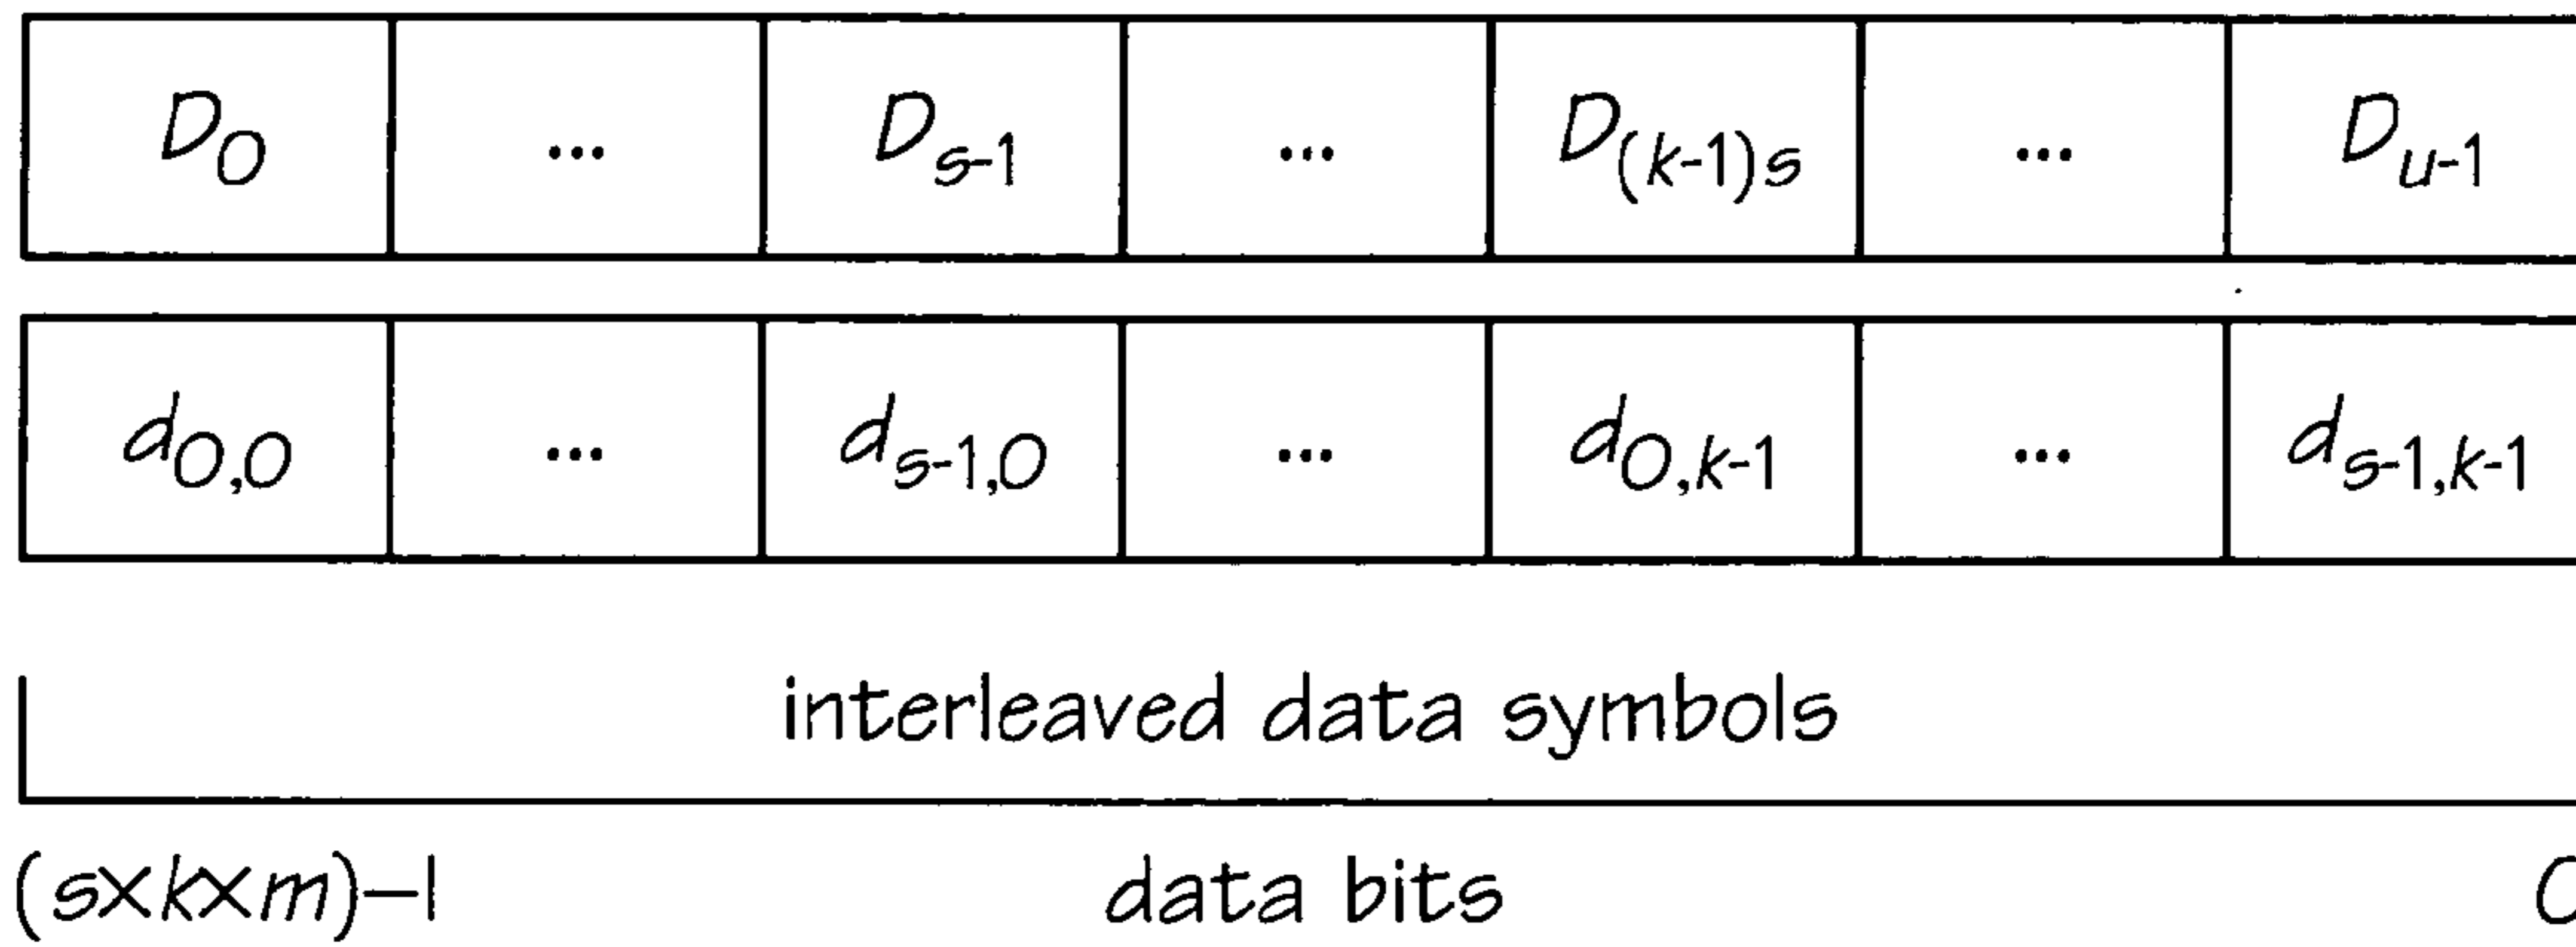 D0 ... Ds-1 ... D(k-1)s ... Du-1
d0,0 ... ds-1,0 ... d0,k-1 ... ds-1,k-1
interleaved data symbols
(s×k×m)–1 data bits 0